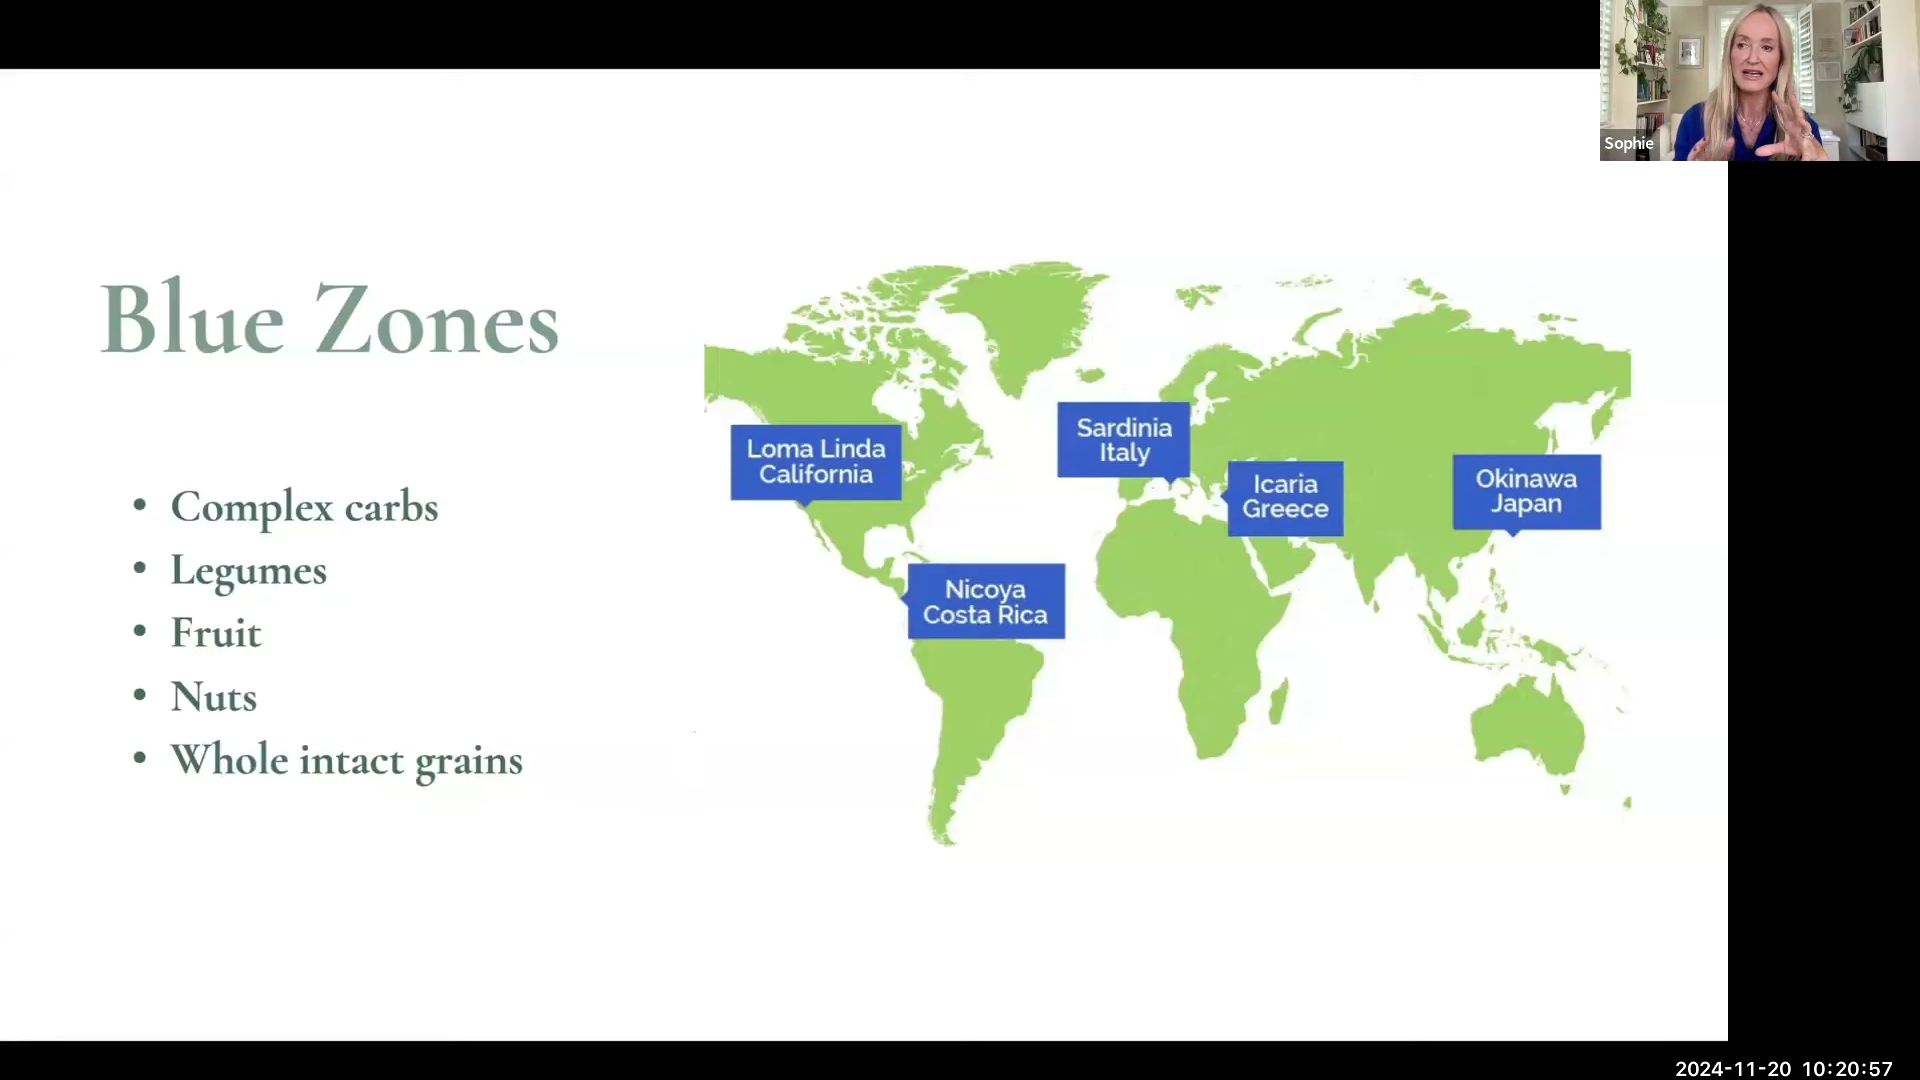 Sophie
Blue Zones
• Complex carbs
• Legumes
• Fruit
• Nuts
• Whole intact grains
Loma Linda
California
Sardinia
Italy
Icaria
Greece
Okinawa
Japan
Nicoya
Costa Rica
2024-11-20 10:20:57